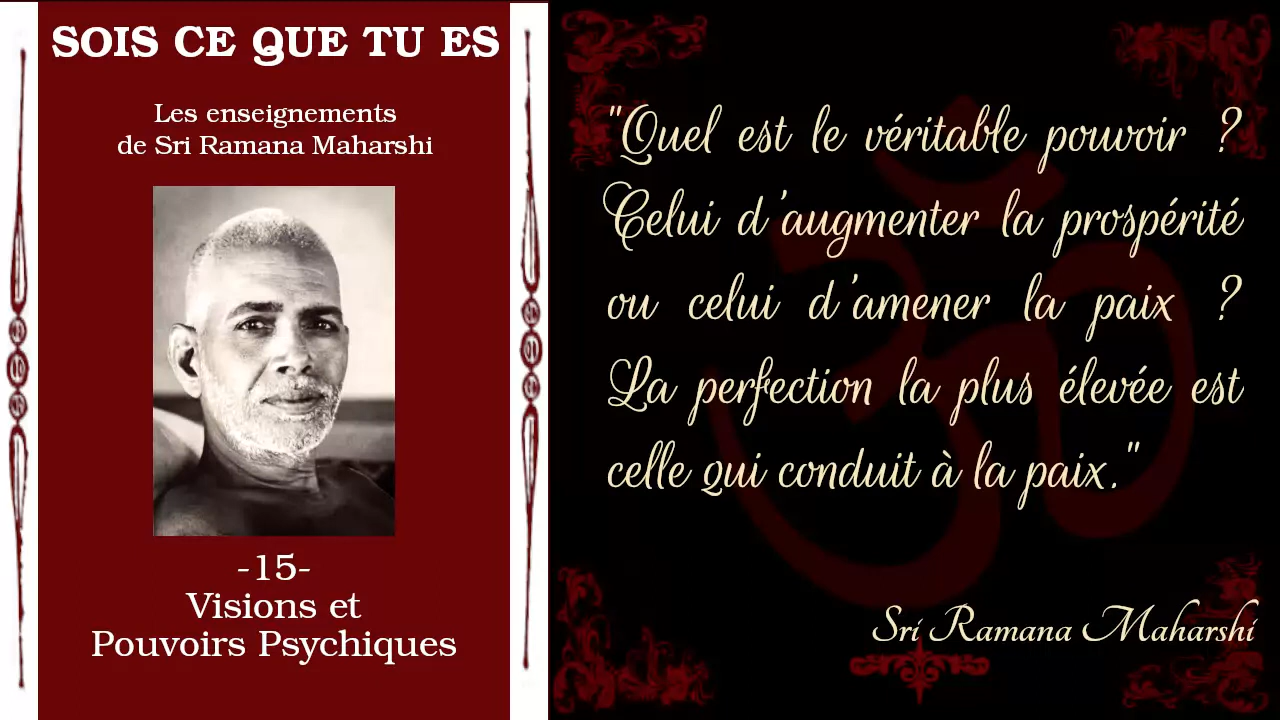 SOIS CE QUE TU ES
Les enseignements
de Sri Ramana Maharshi
-15-
Visions et
Pouvoirs Psychiques
"Quel est le véritable pouvoir ?
Celui d'augmenter la prospérité
ou celui d'amener la paix ?
La perfection la plus élevée est
celle qui conduit à la paix."
Sri Ramana Maharshi